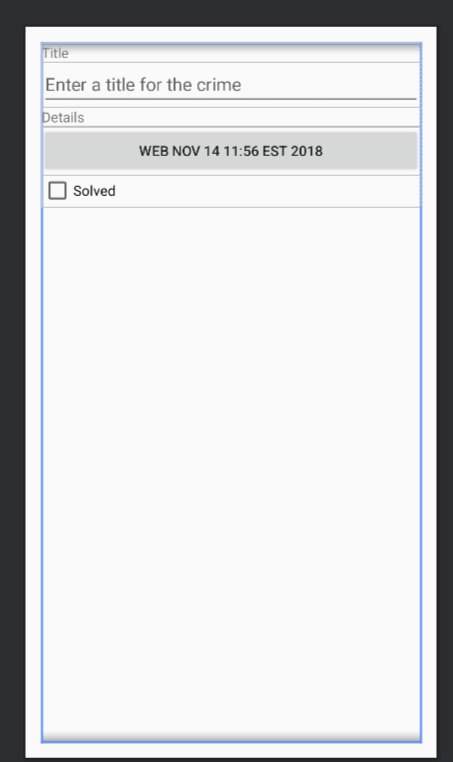 Title
Enter a title for the crime
Details
WEB NOV 14 11:56 EST 2018
Solved